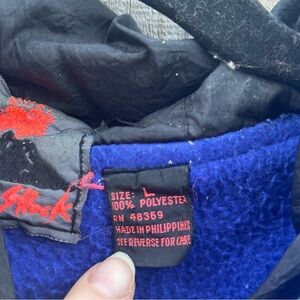 SIZE: L
100% POLYESTER
RN 48369
MADE IN PHILIPPINES
SEE REVERSE FOR CARE